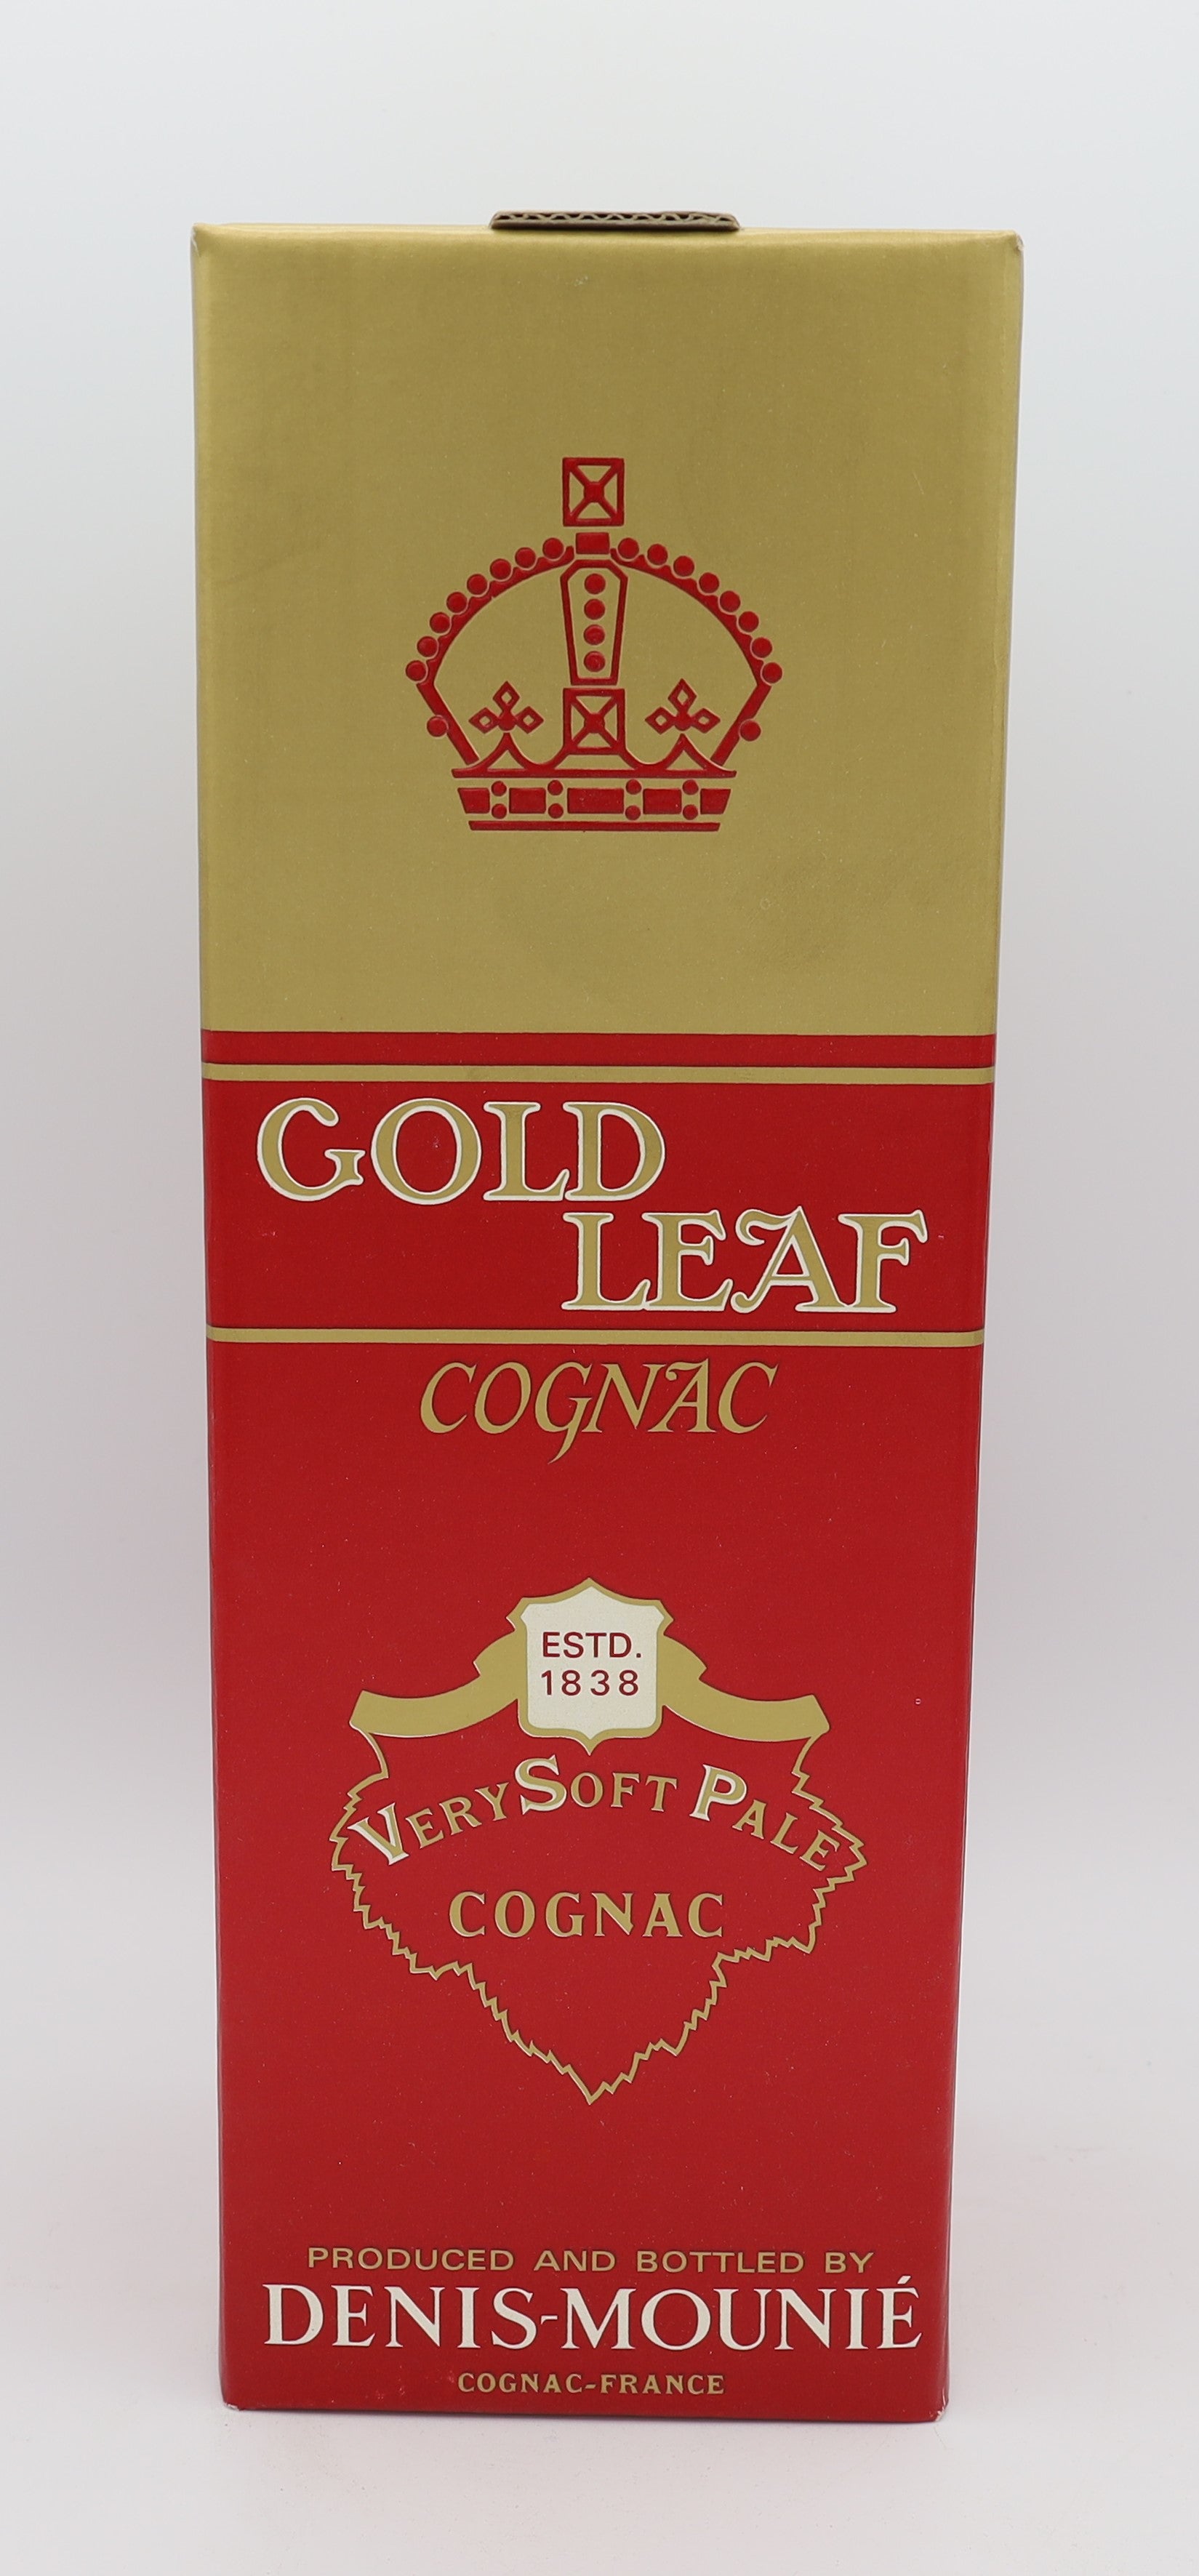 GOLD
LEAF
COGNAC
ESTD.
1838
VERY SOFT PALE
COGNAC
PRODUCED AND BOTTLED BY
DENIS-MOUNIÉ
COGNAC-FRANCE